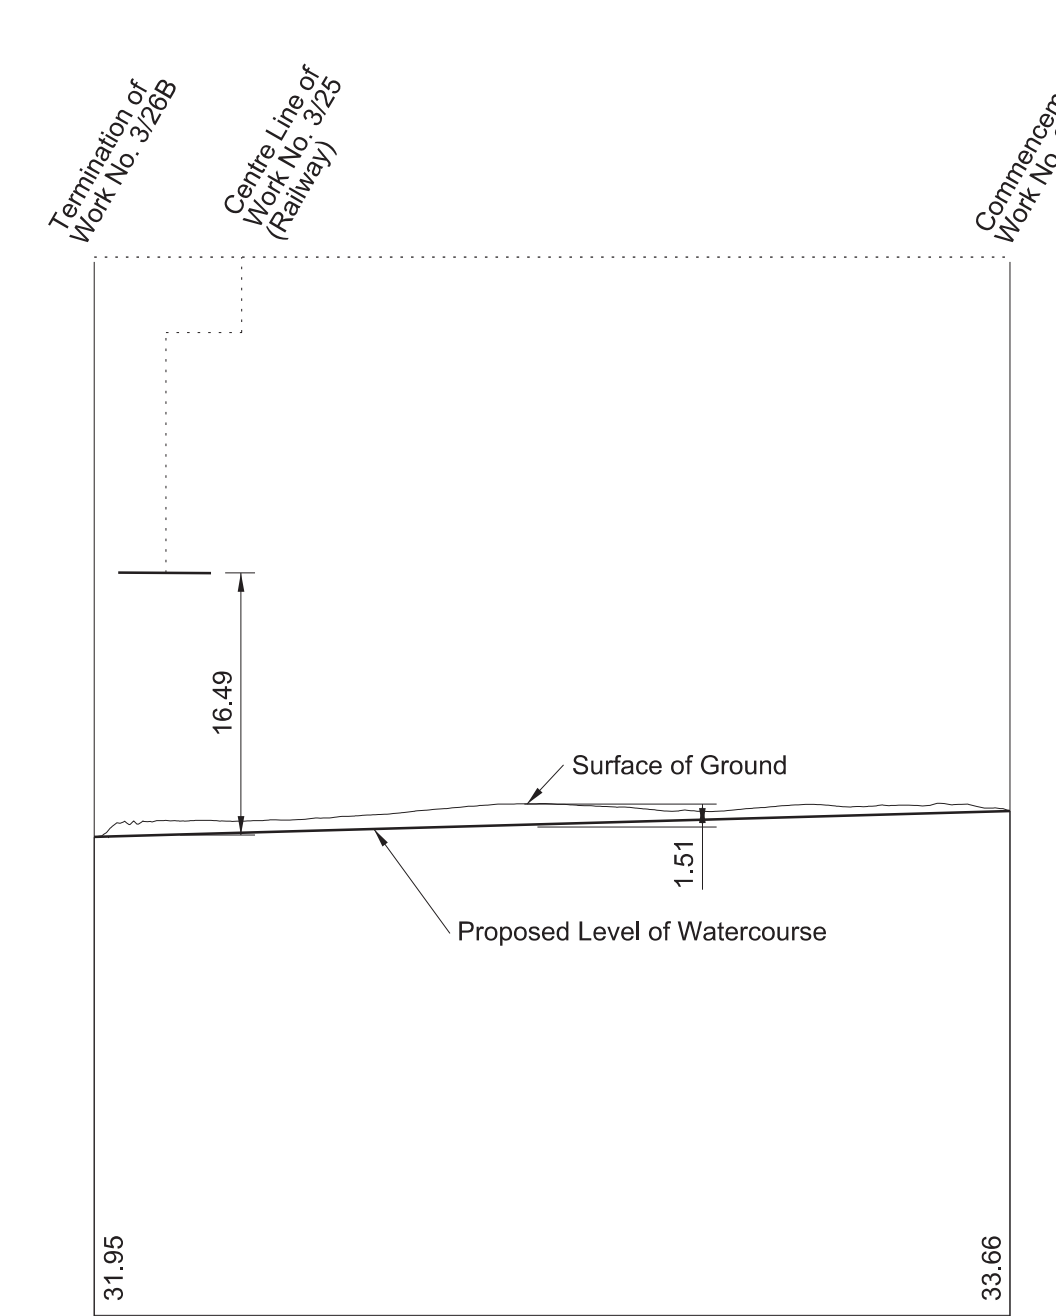 Termination of
Work No. 3/26B
Centre Line of
Work No. 3/25
(Railway)
Work No.
16.49
Surface of Ground
1.51
Proposed Level of Watercourse
31.95
33.66